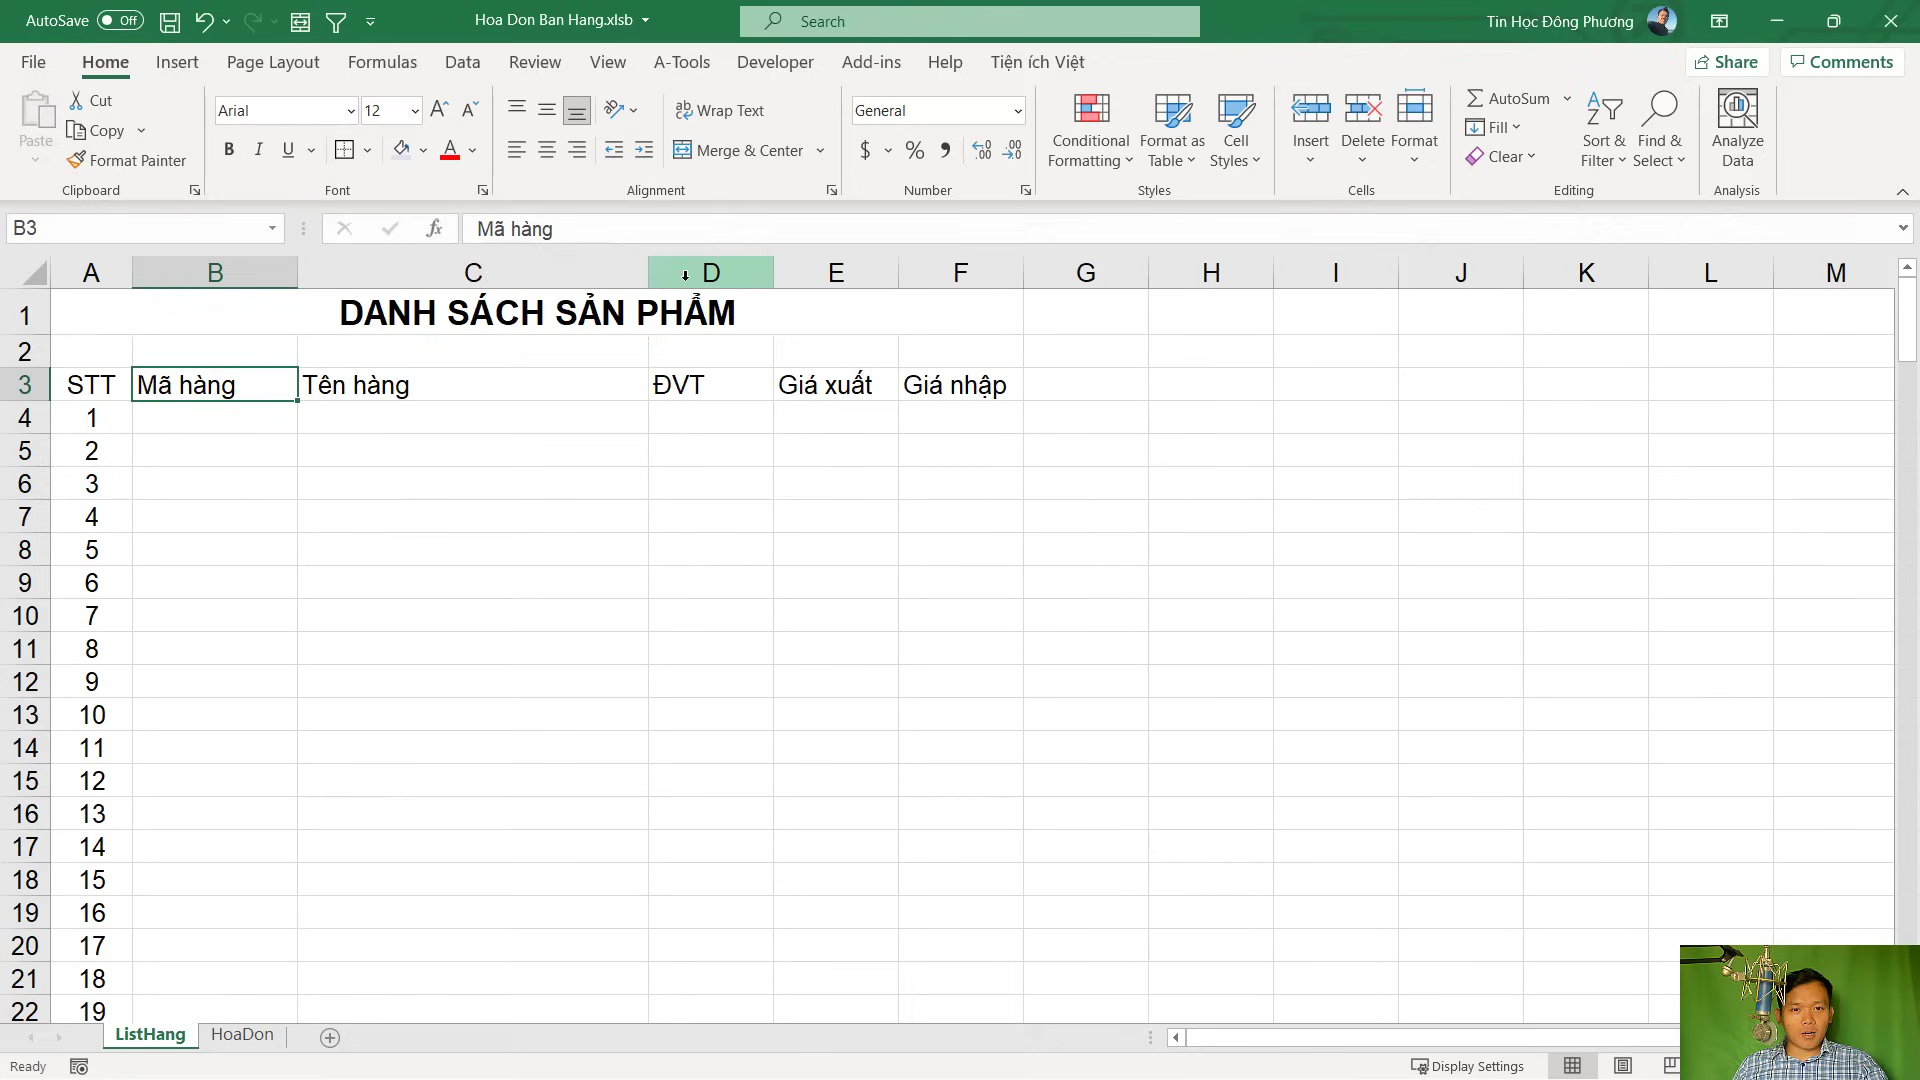 AutoSave Off Hoa Don Ban Hang.xlsb Search Tin Học Đông Phương
File Home Insert Page Layout Formulas Data Review View A-Tools Developer Add-ins Help Tiện ích Việt Share Comments
Paste Cut Copy Format Painter
Clipboard
Arial 12
B I U A
Font
Wrap Text
Merge & Center
Alignment
General
$ % 9
Number
Conditional Formatting Format as Table Cell Styles
Styles
Insert Delete Format
Cells
AutoSum Fill Clear
Sort & Filter Find & Select
Editing
Analyze Data
Analysis
B3 fx Mã hàng
A B C D E F G H I J K L M
1 DANH SÁCH SẢN PHẨM
2
3 STT Mã hàng Tên hàng ĐVT Giá xuất Giá nhập
4 1
5 2
6 3
7 4
8 5
9 6
10 7
11 8
12 9
13 10
14 11
15 12
16 13
17 14
18 15
19 16
20 17
21 18
22 19
ListHang HoaDon
Ready Display Settings